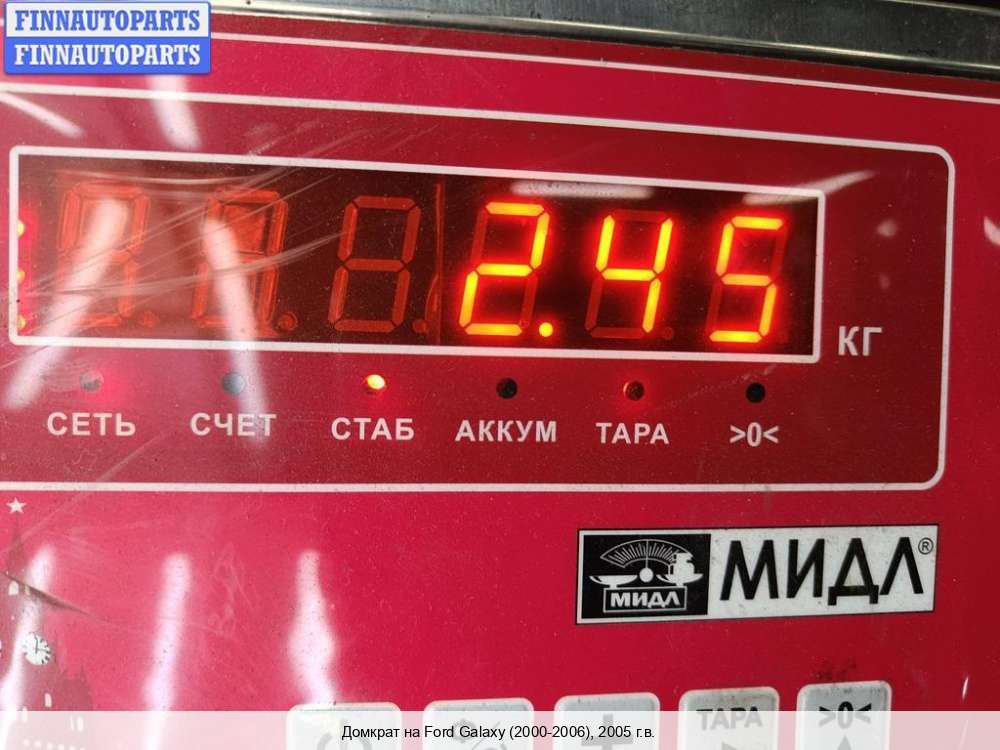 FINNAUTOPARTS
FINNAUTOPARTS
2.45
КГ
СЕТЬ СЧЕТ СТАБ АККУМ ТАРА >0<
МИДЛ МИДЛ®
ТАРА >0<
Домкрат на Ford Galaxy (2000-2006), 2005 г.в.